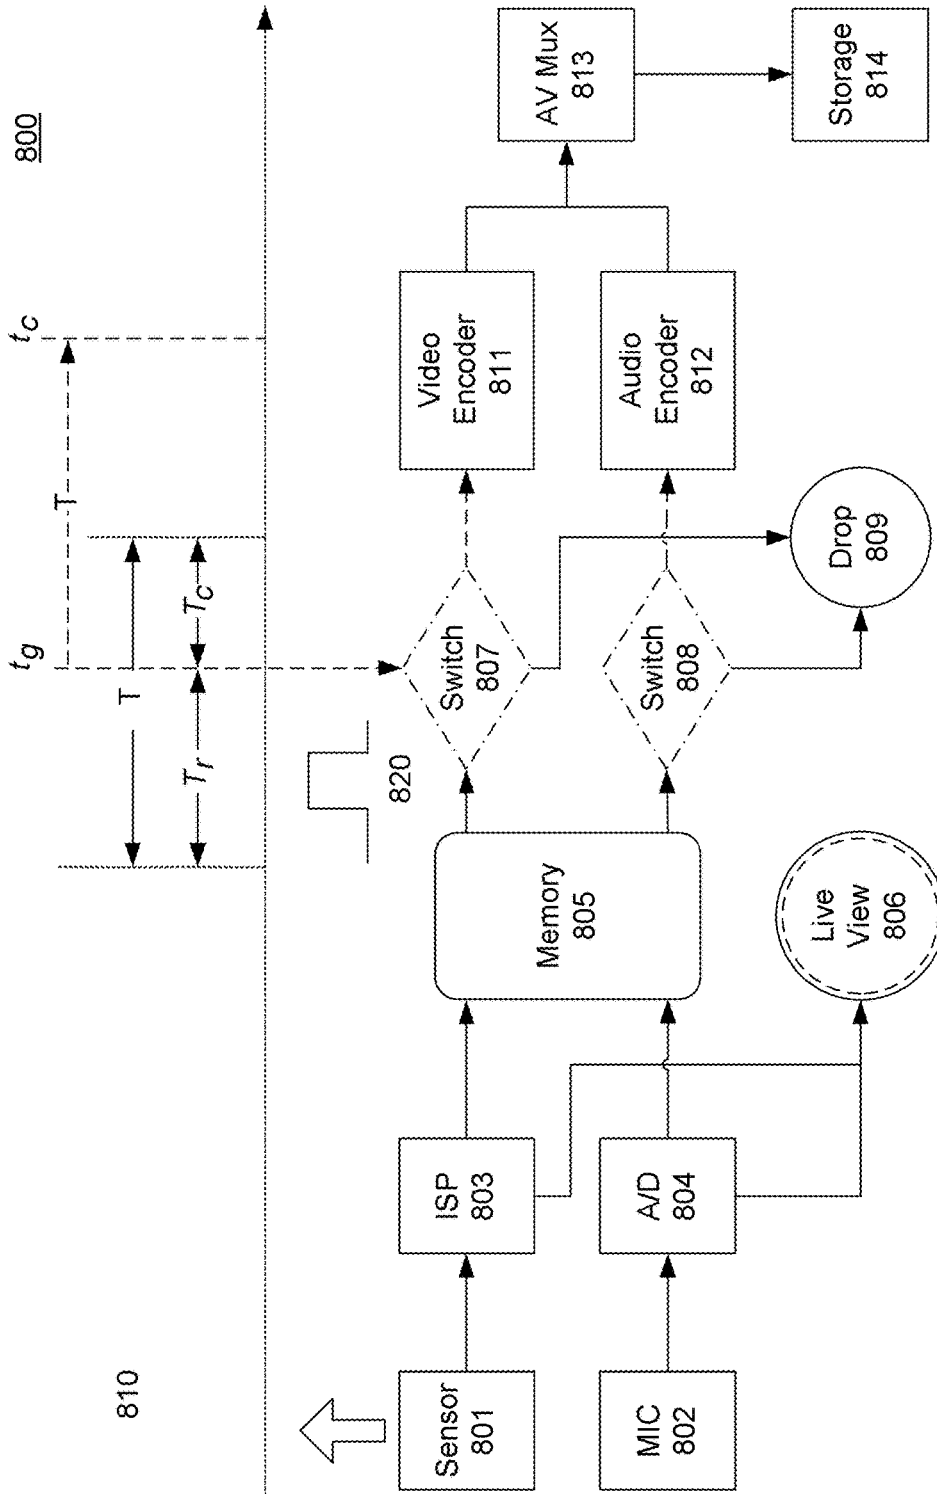 800
810
t_g
t_c
T
T
T_r
T_c
820
Sensor
801
ISP
803
Memory
805
Switch
807
Video
Encoder
811
AV Mux
813
MIC
802
A/D
804
Switch
808
Audio
Encoder
812
Live
View
806
Drop
809
Storage
814